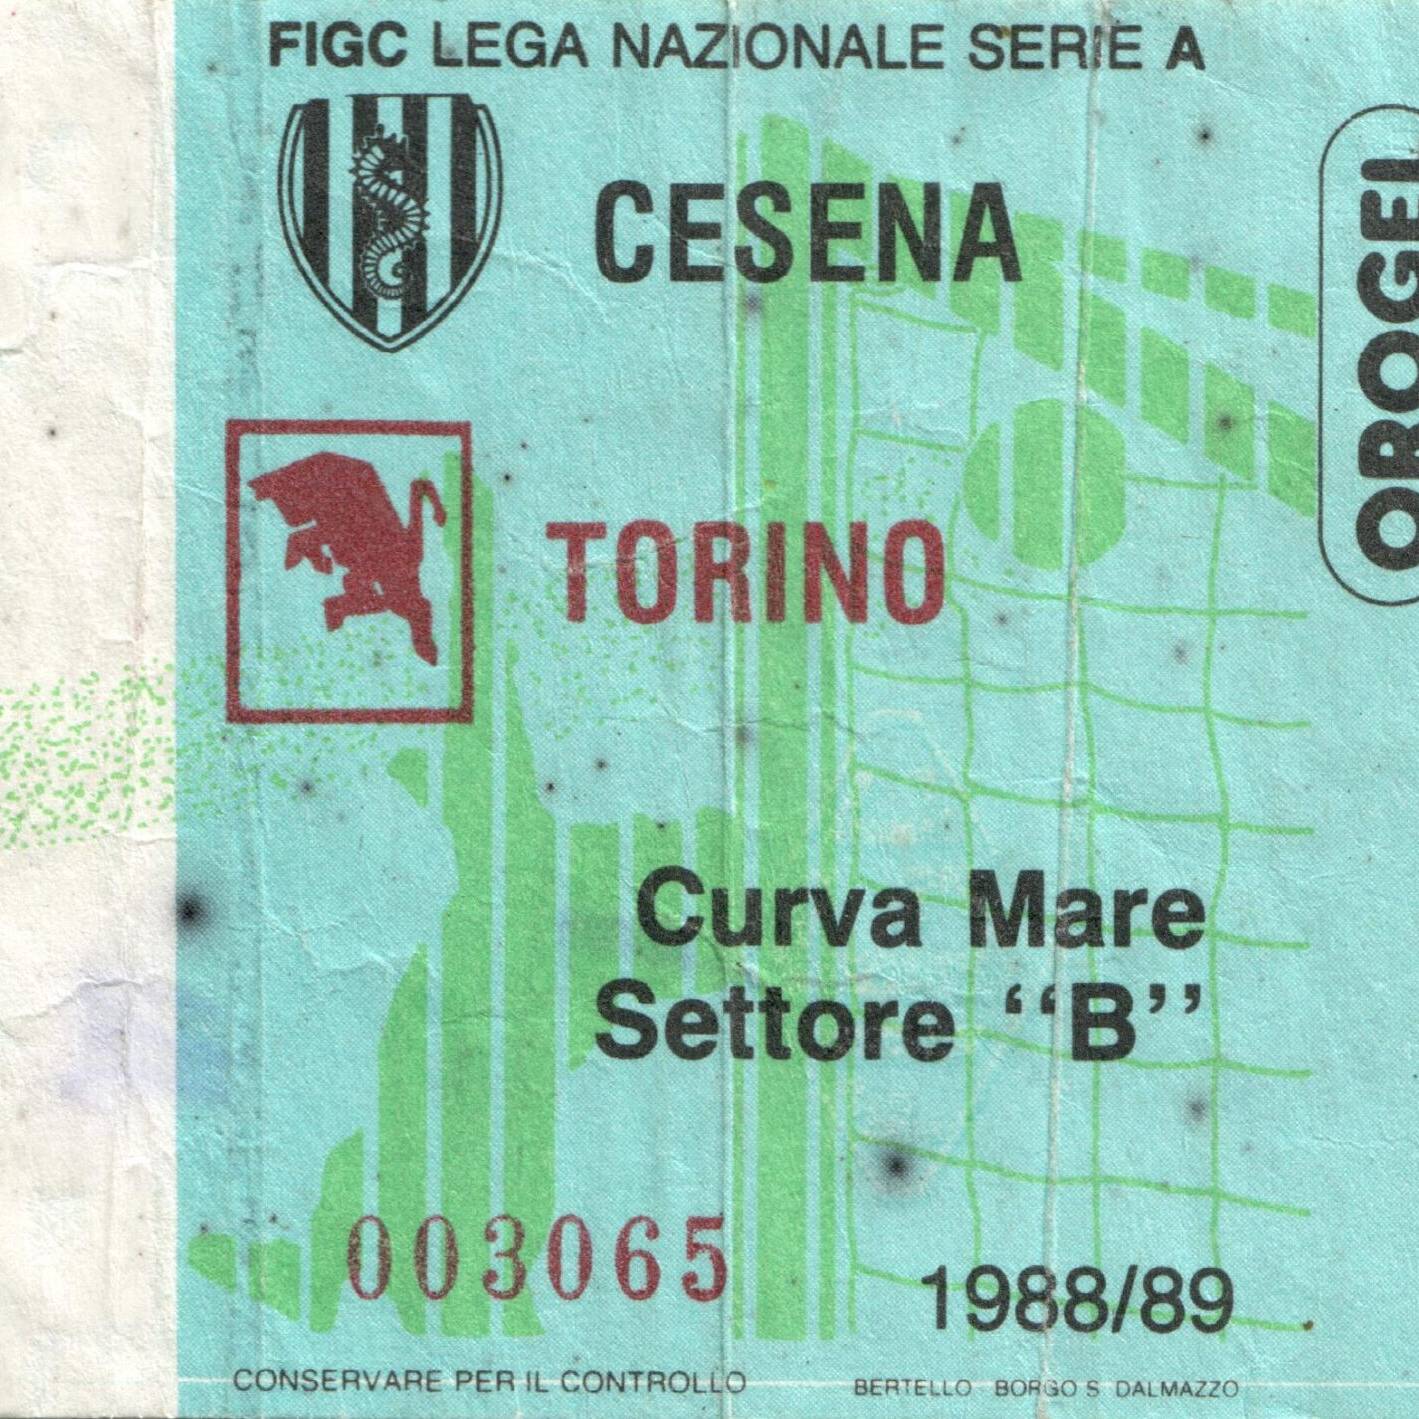 FIGC LEGA NAZIONALE SERIE A
CESENA
TORINO
OROGEL
Curva Mare
Settore “B”
003065
1988/89
CONSERVARE PER IL CONTROLLO
BERTELLO BORGO S DALMAZZO